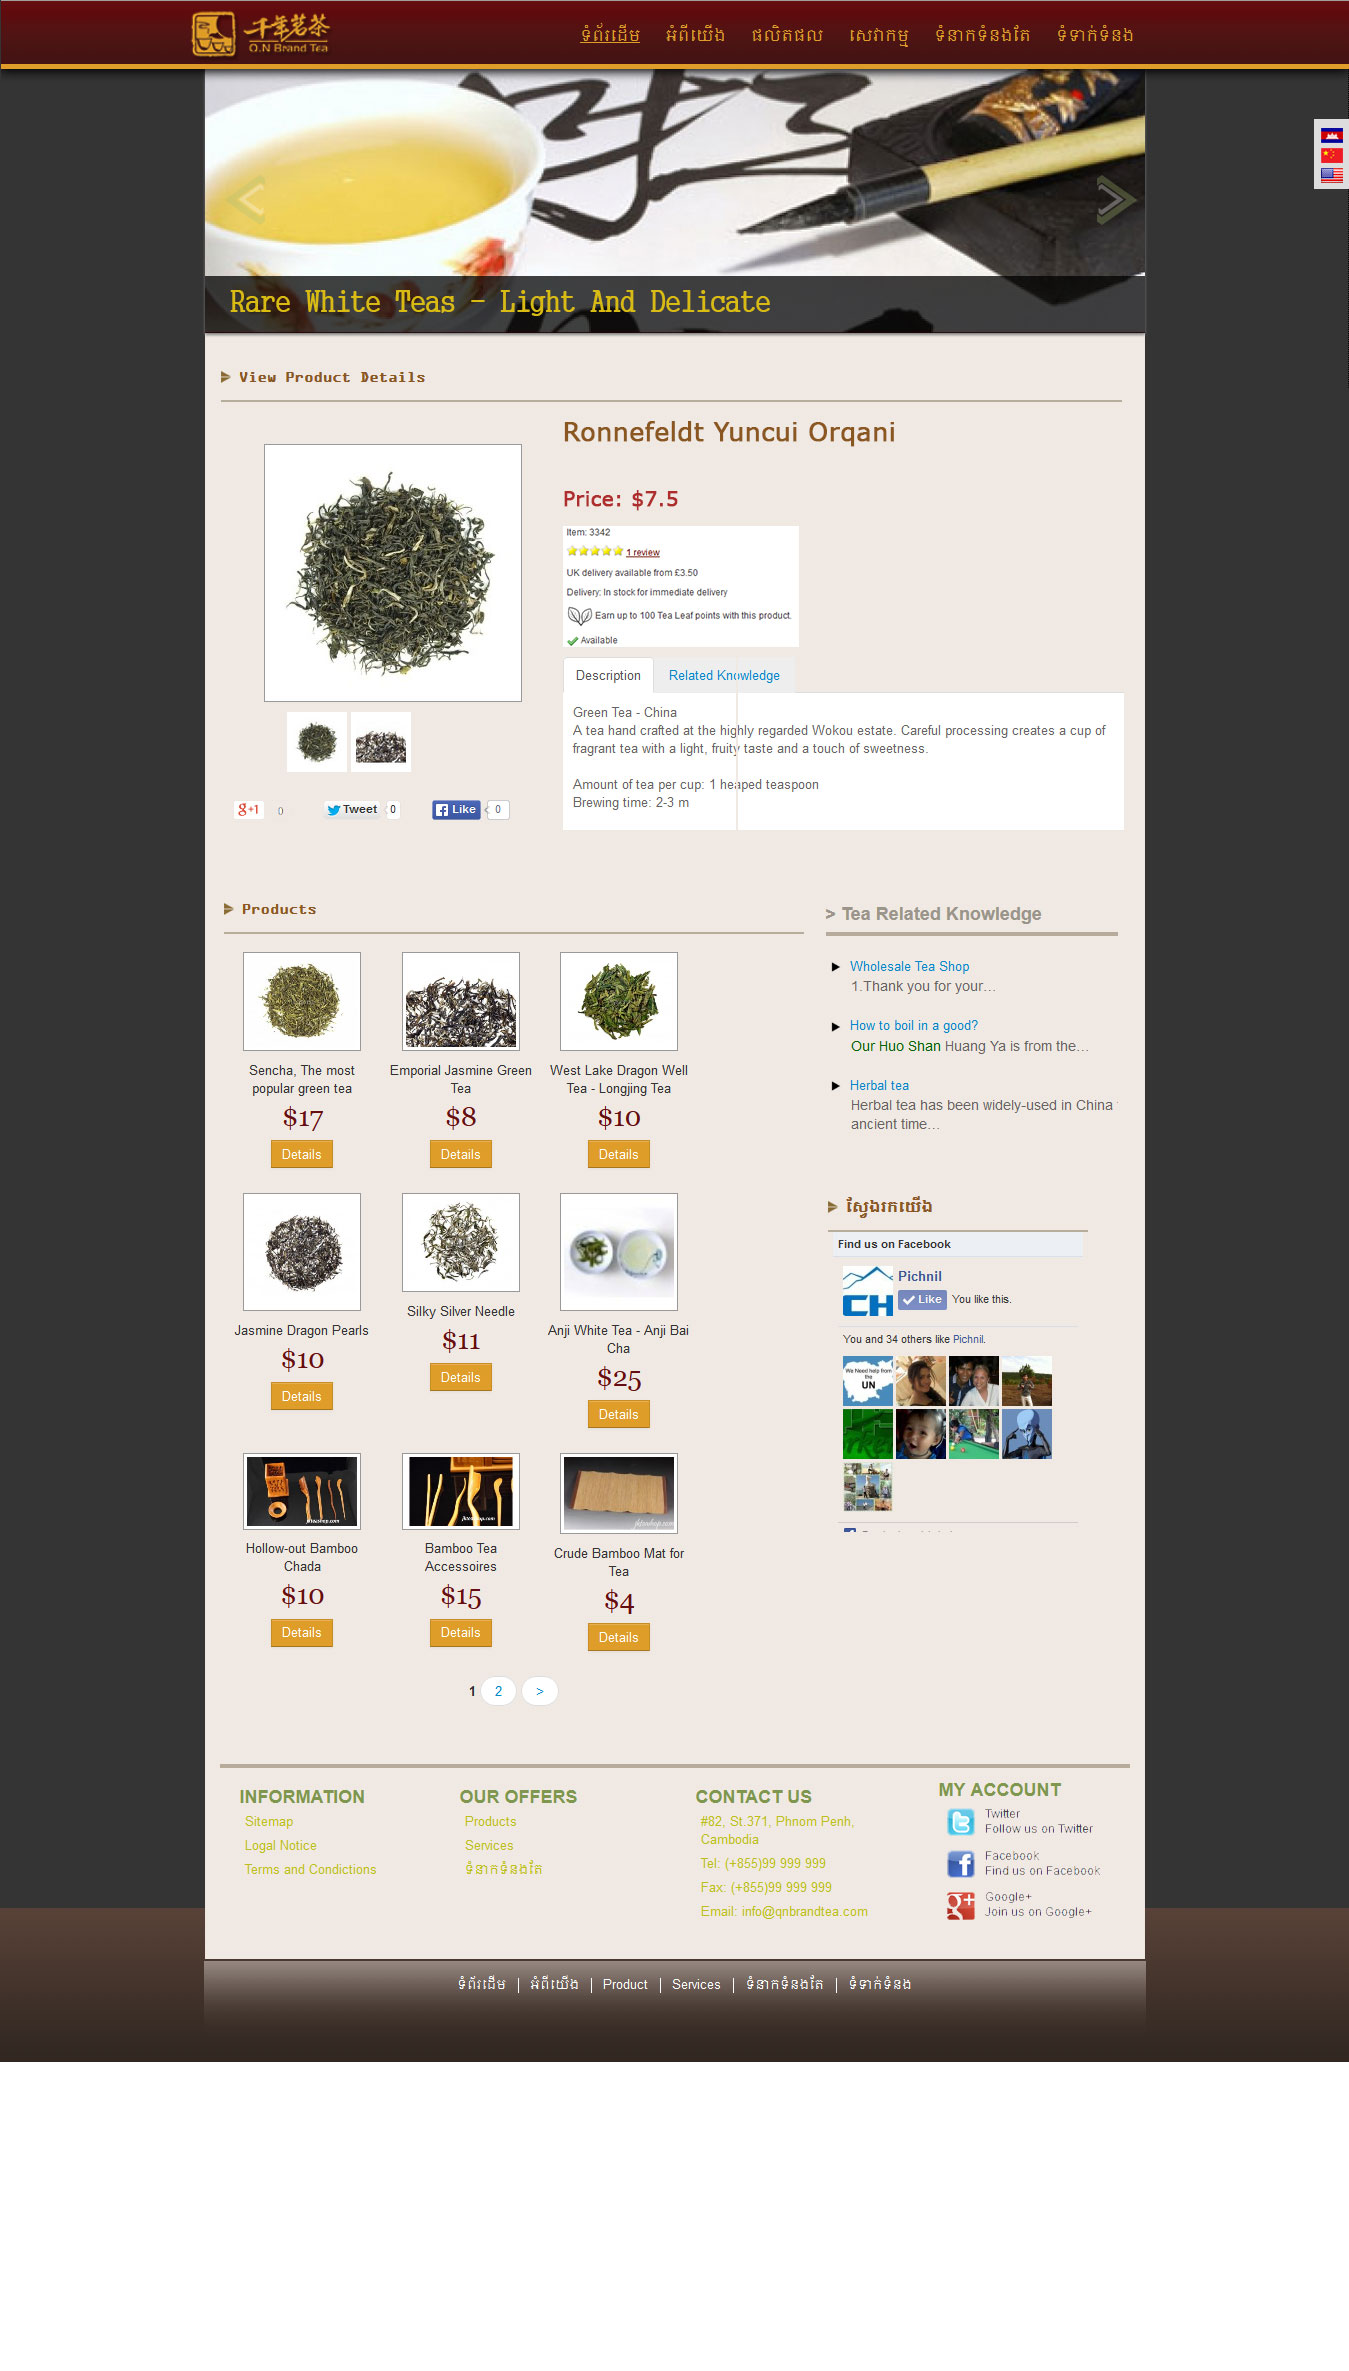 千年茗茶
Q.N Brand Tea
ទំព័រដើម អំពីយើង ផលិតផល សេវាកម្ម ទំនាកទំនងតែ ទំទាក់ទំនង
Rare White Teas - Light And Delicate
View Product Details
Ronnefeldt Yuncui Orqani
Price: $7.5
Item: 3342
1 review
UK delivery available from £3.50
Delivery: In stock for immediate delivery
Earn up to 100 Tea Leaf points with this product.
Available
Description Related Knowledge
Green Tea - China
A tea hand crafted at the highly regarded Wokou estate. Careful processing creates a cup of
fragrant tea with a light, fruity taste and a touch of sweetness.
Amount of tea per cup: 1 heaped teaspoon
Brewing time: 2-3 m
g+1 0 Tweet 0 Like 0
Products
Sencha, The most
popular green tea
$17
Details
Emporial Jasmine Green
Tea
$8
Details
West Lake Dragon Well
Tea - Longjing Tea
$10
Details
Jasmine Dragon Pearls
$10
Details
Silky Silver Needle
$11
Details
Anji White Tea - Anji Bai
Cha
$25
Details
jkteashop.com
Hollow-out Bamboo
Chada
$10
Details
jkteashop.com
Bamboo Tea
Accessoires
$15
Details
jkteashop.com
Crude Bamboo Mat for
Tea
$4
Details
1 2 >
> Tea Related Knowledge
Wholesale Tea Shop
1.Thank you for your...
How to boil in a good?
Our Huo Shan Huang Ya is from the...
Herbal tea
Herbal tea has been widely-used in China
ancient time...
ស្វែងរកយើង
Find us on Facebook
CH
Pichnil
Like You like this.
You and 34 others like Pichnil.
We Need help from
the
UN
INFORMATION
Sitemap
Logal Notice
Terms and Condictions
OUR OFFERS
Products
Services
ទំនាកទំនងតែ
CONTACT US
#82, St.371, Phnom Penh,
Cambodia
Tel: (+855)99 999 999
Fax: (+855)99 999 999
Email: info@qnbrandtea.com
MY ACCOUNT
Twitter
Follow us on Twitter
Facebook
Find us on Facebook
Google+
Join us on Google+
ទំព័រដើម | អំពីយើង | Product | Services | ទំនាកទំនងតែ | ទំទាក់ទំនង